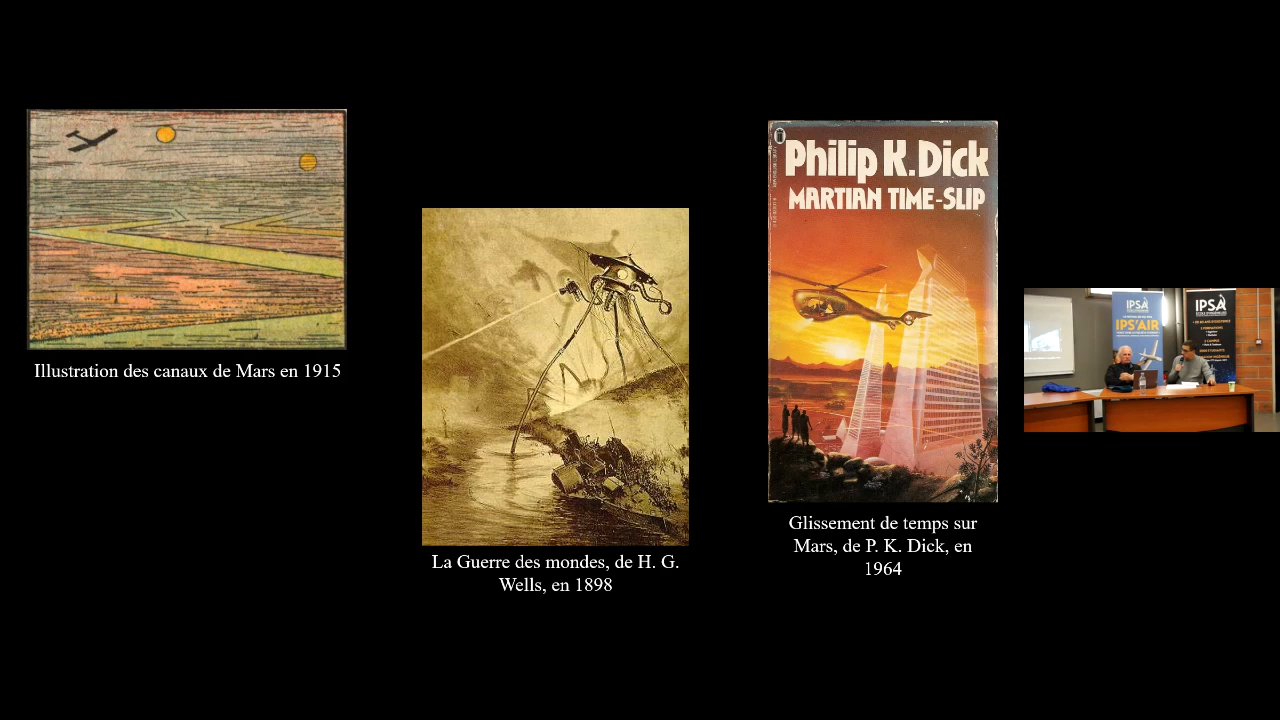 Illustration des canaux de Mars en 1915
La Guerre des mondes, de H. G.
Wells, en 1898
Philip K. Dick
MARTIAN TIME-SLIP
Glissement de temps sur
Mars, de P. K. Dick, en
1964
IPSA
IPS'AIR
IPSA